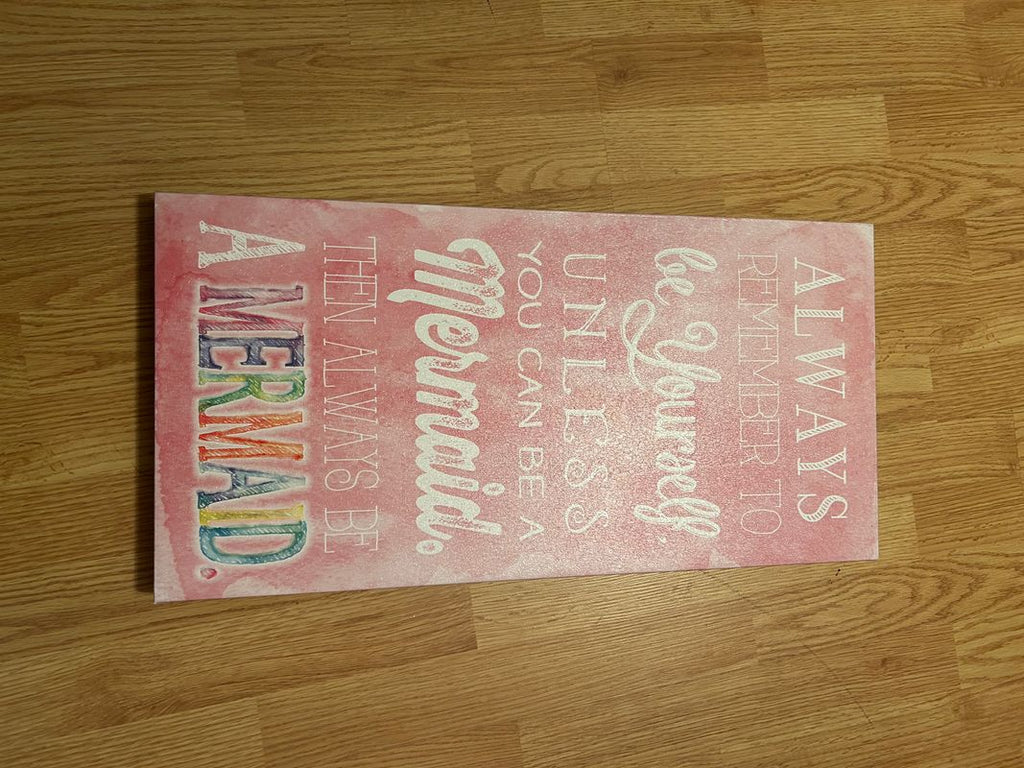 ALWAYS
REMEMBER TO
be Yourself,
UNLESS
YOU CAN BE A
Mermaid.
THEN ALWAYS BE
A MERMAID.